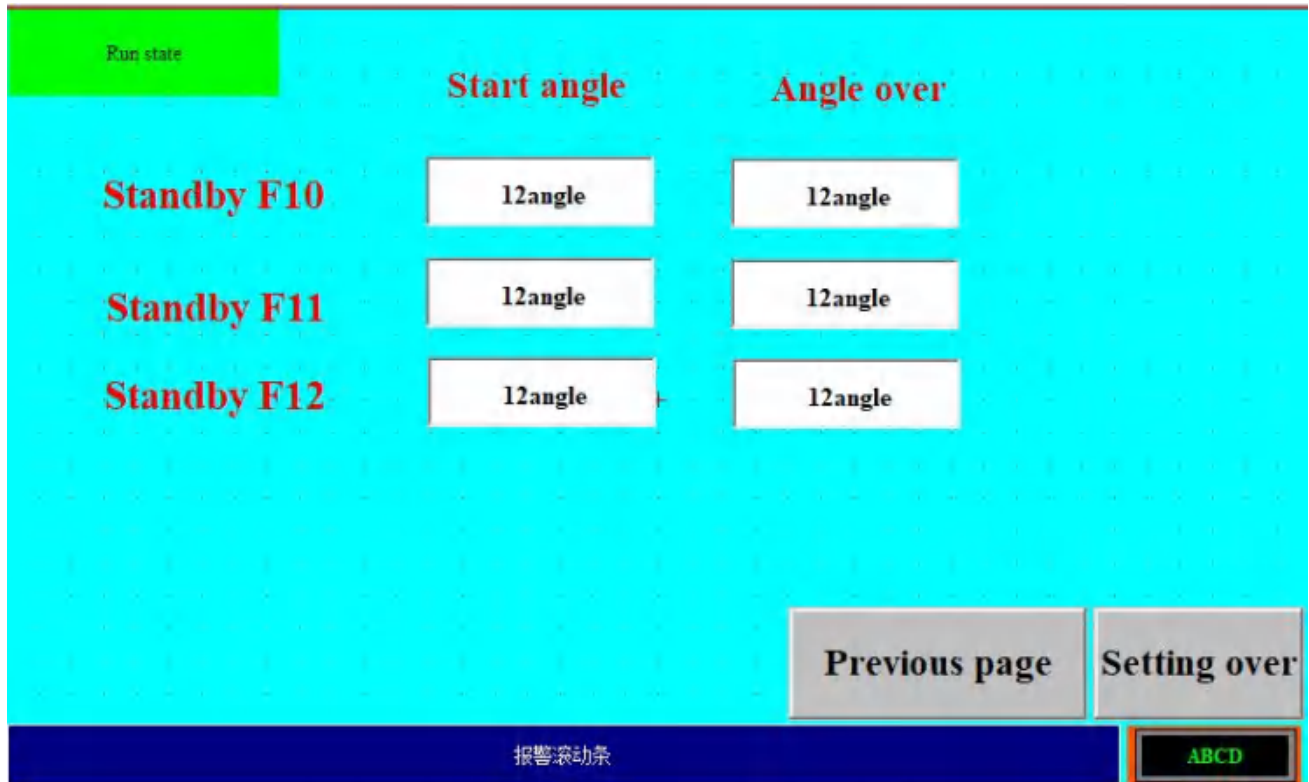 Run state
Start angle Angle over
Standby F10 12angle 12angle
Standby F11 12angle 12angle
Standby F12 12angle 12angle
Previous page Setting over
报警滚动条 ABCD